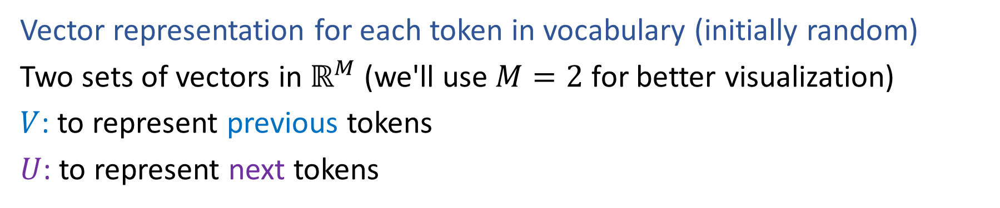 Vector representation for each token in vocabulary (initially random)
Two sets of vectors in ℝ^M (we'll use M = 2 for better visualization)
V: to represent previous tokens
U: to represent next tokens